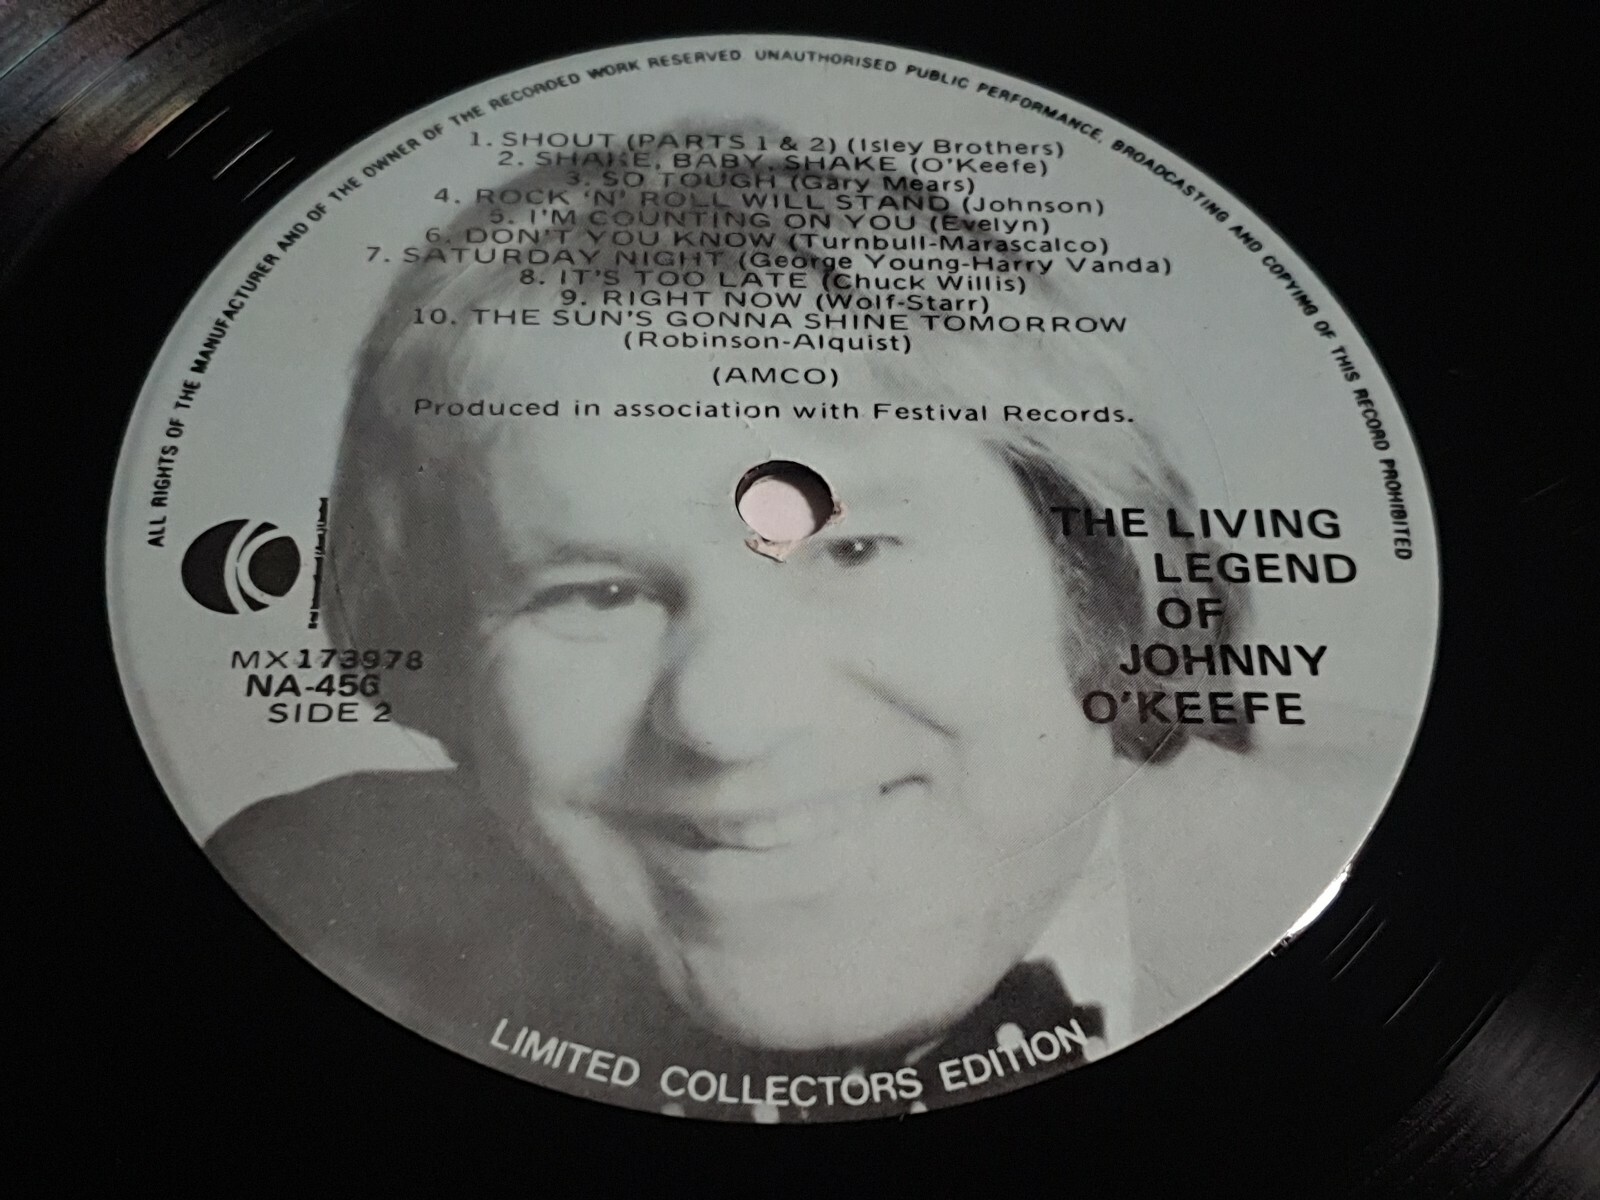 ALL RIGHTS OF THE MANUFACTURER AND OF THE OWNER OF THE RECORDED WORK RESERVED UNAUTHORISED PUBLIC PERFORMANCE, BROADCASTING AND COPYING OF THIS RECORD PROHIBITED
1. SHOUT (PARTS 1 & 2) (Isley Brothers)
2. SHAKE, BABY, SHAKE (O'Keefe)
3. SO TOUGH (Gary Mears)
4. ROCK 'N' ROLL WILL STAND (Johnson)
5. I'M COUNTING ON YOU (Evelyn)
6. DON'T YOU KNOW (Turnbull-Marascalco)
7. SATURDAY NIGHT (George Young-Harry Vanda)
8. IT'S TOO LATE (Chuck Willis)
9. RIGHT NOW (Wolf-Starr)
10. THE SUN'S GONNA SHINE TOMORROW
(Robinson-Alquist)
(AMCO)
Produced in association with Festival Records.
K
MX173978
NA-456
SIDE 2
THE LIVING
LEGEND
OF
JOHNNY
O'KEEFE
LIMITED COLLECTORS EDITION